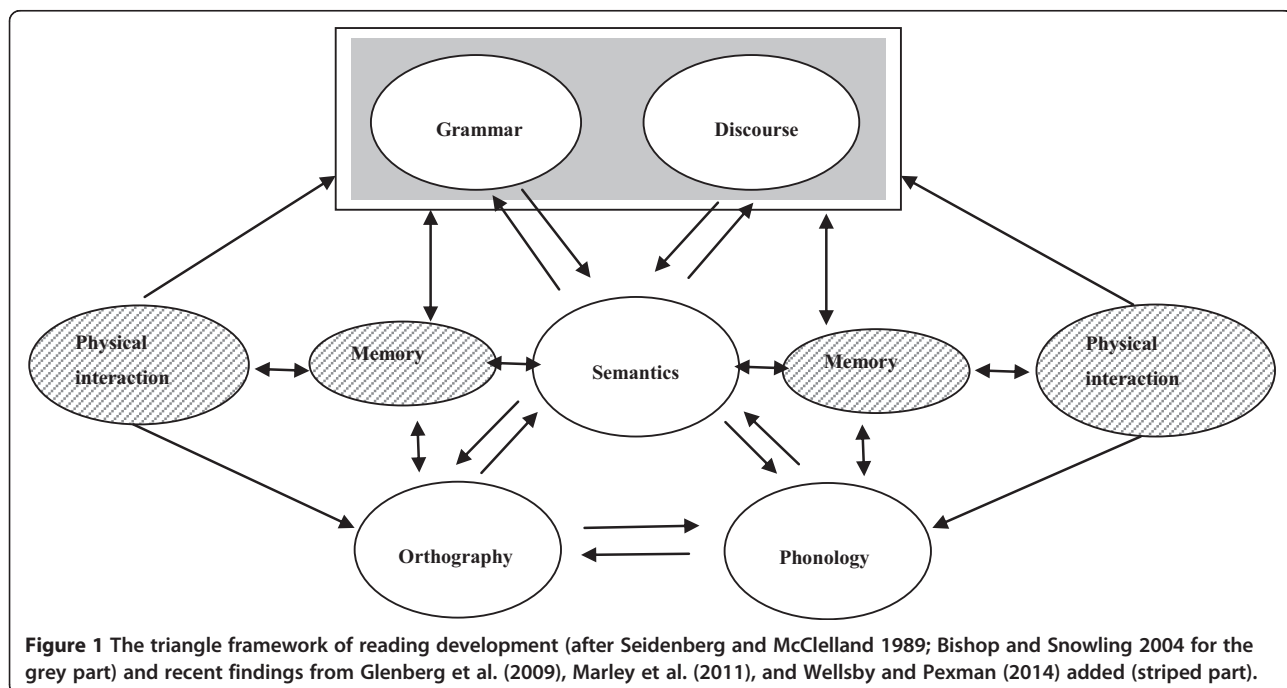 Grammar
Discourse
Physical
interaction
Memory
Semantics
Memory
Physical
interaction
Orthography
Phonology
Figure 1 The triangle framework of reading development (after Seidenberg and McClelland 1989; Bishop and Snowling 2004 for the
grey part) and recent findings from Glenberg et al. (2009), Marley et al. (2011), and Wellsby and Pexman (2014) added (striped part).